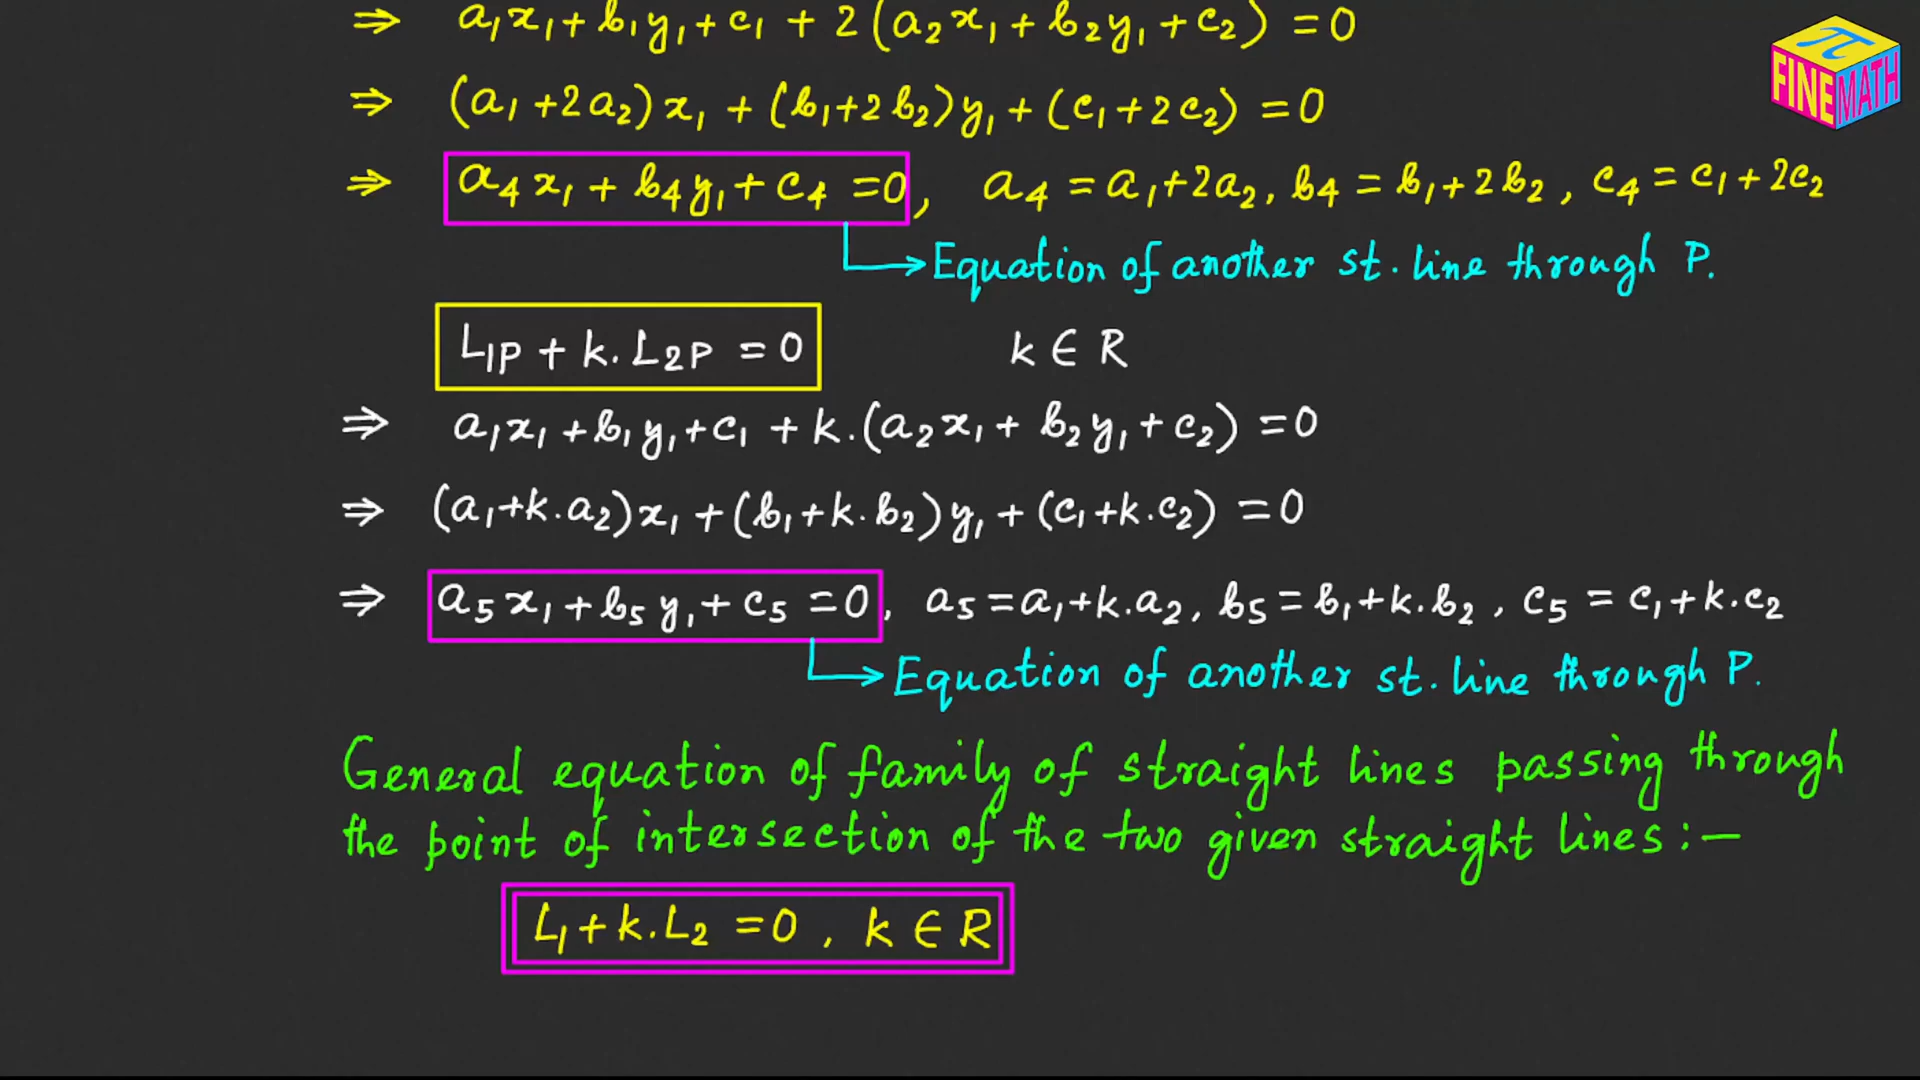 ⇒ a₁x₁ + b₁y₁ + c₁ + 2(a₂x₁ + b₂y₁ + c₂) = 0
π FINE MATH
⇒ (a₁+2a₂)x₁ + (b₁+2b₂)y₁ + (c₁+2c₂) = 0
⇒ a₄x₁ + b₄y₁ + c₄ = 0, a₄ = a₁+2a₂, b₄ = b₁+2b₂, c₄ = c₁+2c₂
Equation of another st. line through P.
L₁P + k. L₂P = 0 k ∈ R
⇒ a₁x₁ + b₁y₁ + c₁ + k.(a₂x₁ + b₂y₁ + c₂) = 0
⇒ (a₁+k.a₂)x₁ + (b₁+k.b₂)y₁ + (c₁+k.c₂) = 0
⇒ a₅x₁ + b₅y₁ + c₅ = 0, a₅ = a₁+k.a₂, b₅ = b₁+k.b₂, c₅ = c₁+k.c₂
Equation of another st. line through P.
General equation of family of straight lines passing through
the point of intersection of the two given straight lines :—
L₁ + k. L₂ = 0, k ∈ R